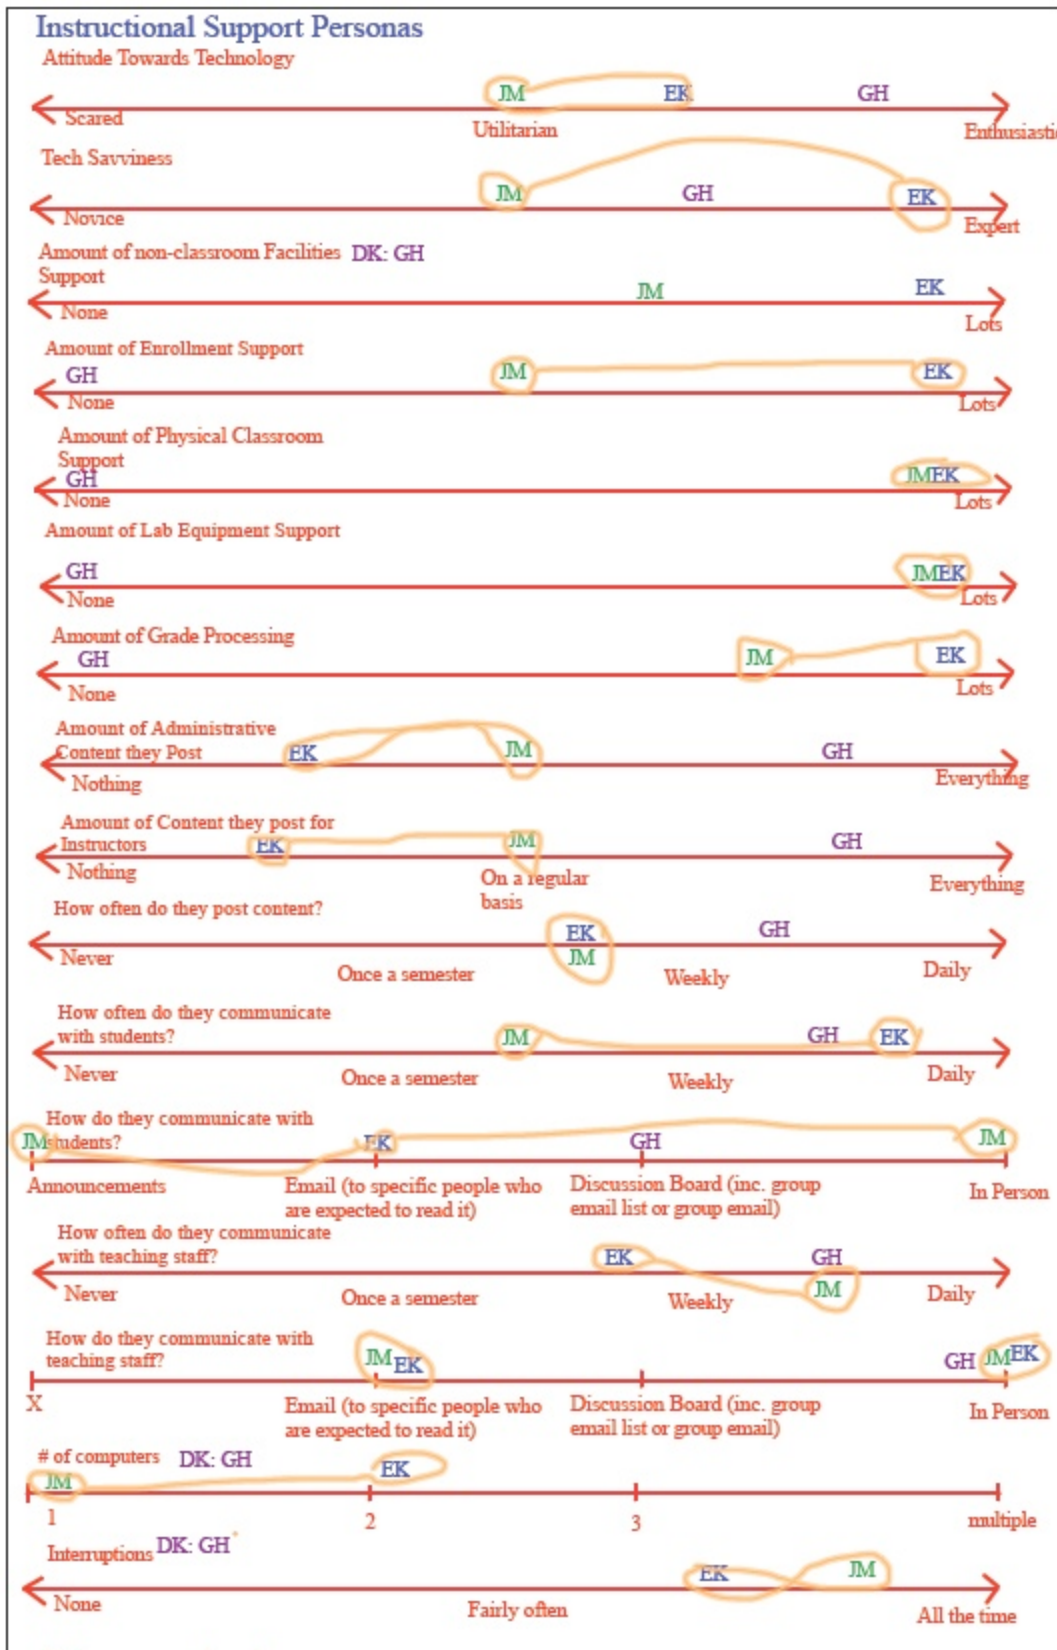 Instructional Support Personas
Attitude Towards Technology
JM EK GH
Scared Utilitarian Enthusiastic
Tech Savviness
JM GH EK
Novice Expert
Amount of non-classroom Facilities DK: GH
Support
JM EK
None Lots
Amount of Enrollment Support
GH JM EK
None Lots
Amount of Physical Classroom
Support
GH JMEK
None Lots
Amount of Lab Equipment Support
GH JMEK
None Lots
Amount of Grade Processing
GH JM EK
None Lots
Amount of Administrative
Content they Post EK JM GH
Nothing Everything
Amount of Content they post for
Instructors EK JM GH
Nothing On a regular Everything
basis
How often do they post content?
EK GH
JM
Never Once a semester Weekly Daily
How often do they communicate
with students? JM GH EK
Never Once a semester Weekly Daily
How do they communicate with
JM students? EK GH JM
Announcements Email (to specific people who Discussion Board (inc. group In Person
are expected to read it) email list or group email)
How often do they communicate
with teaching staff? EK GH
JM
Never Once a semester Weekly Daily
How do they communicate with
teaching staff? JM EK GH JM EK
X Email (to specific people who Discussion Board (inc. group In Person
are expected to read it) email list or group email)
# of computers DK: GH
JM EK
1 2 3 multiple
Interruptions DK: GH
EK JM
None Fairly often All the time